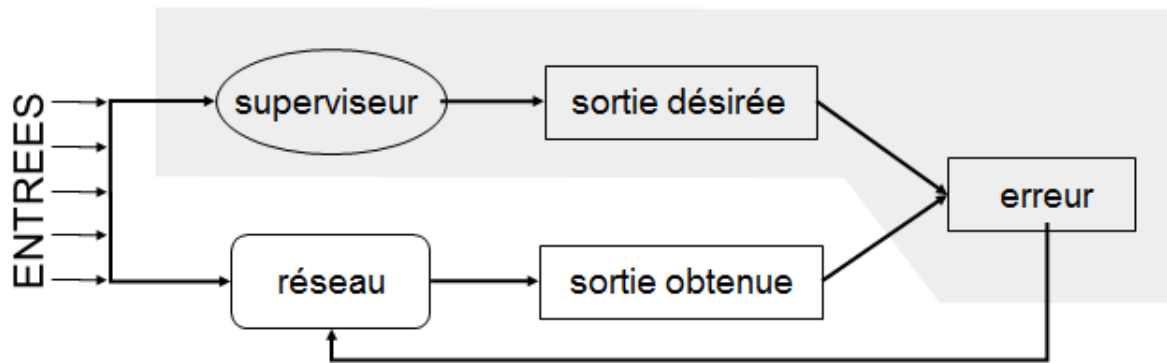 ENTREES
superviseur
sortie désirée
erreur
réseau
sortie obtenue